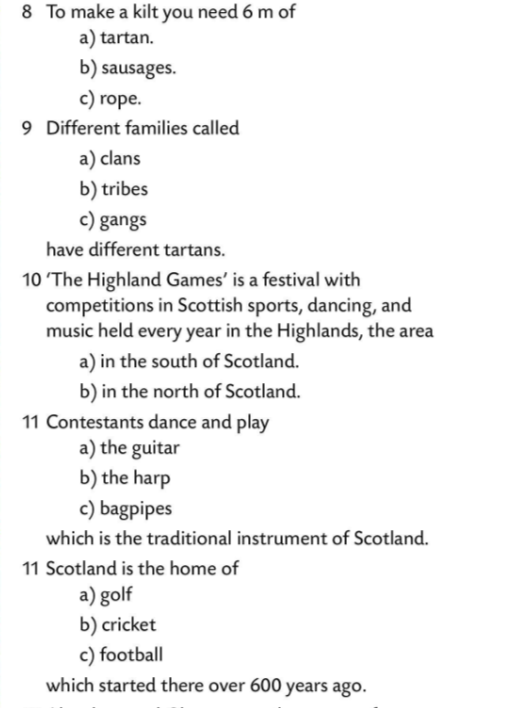 8 To make a kilt you need 6 m of
a) tartan.
b) sausages.
c) rope.
9 Different families called
a) clans
b) tribes
c) gangs
have different tartans.
10 ‘The Highland Games’ is a festival with
competitions in Scottish sports, dancing, and
music held every year in the Highlands, the area
a) in the south of Scotland.
b) in the north of Scotland.
11 Contestants dance and play
a) the guitar
b) the harp
c) bagpipes
which is the traditional instrument of Scotland.
11 Scotland is the home of
a) golf
b) cricket
c) football
which started there over 600 years ago.